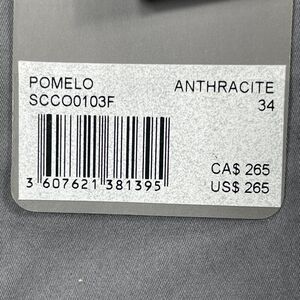 POMELO ANTHRACITE
SCCO0103F 34
3 607621 381395
CA$ 265
US$ 265